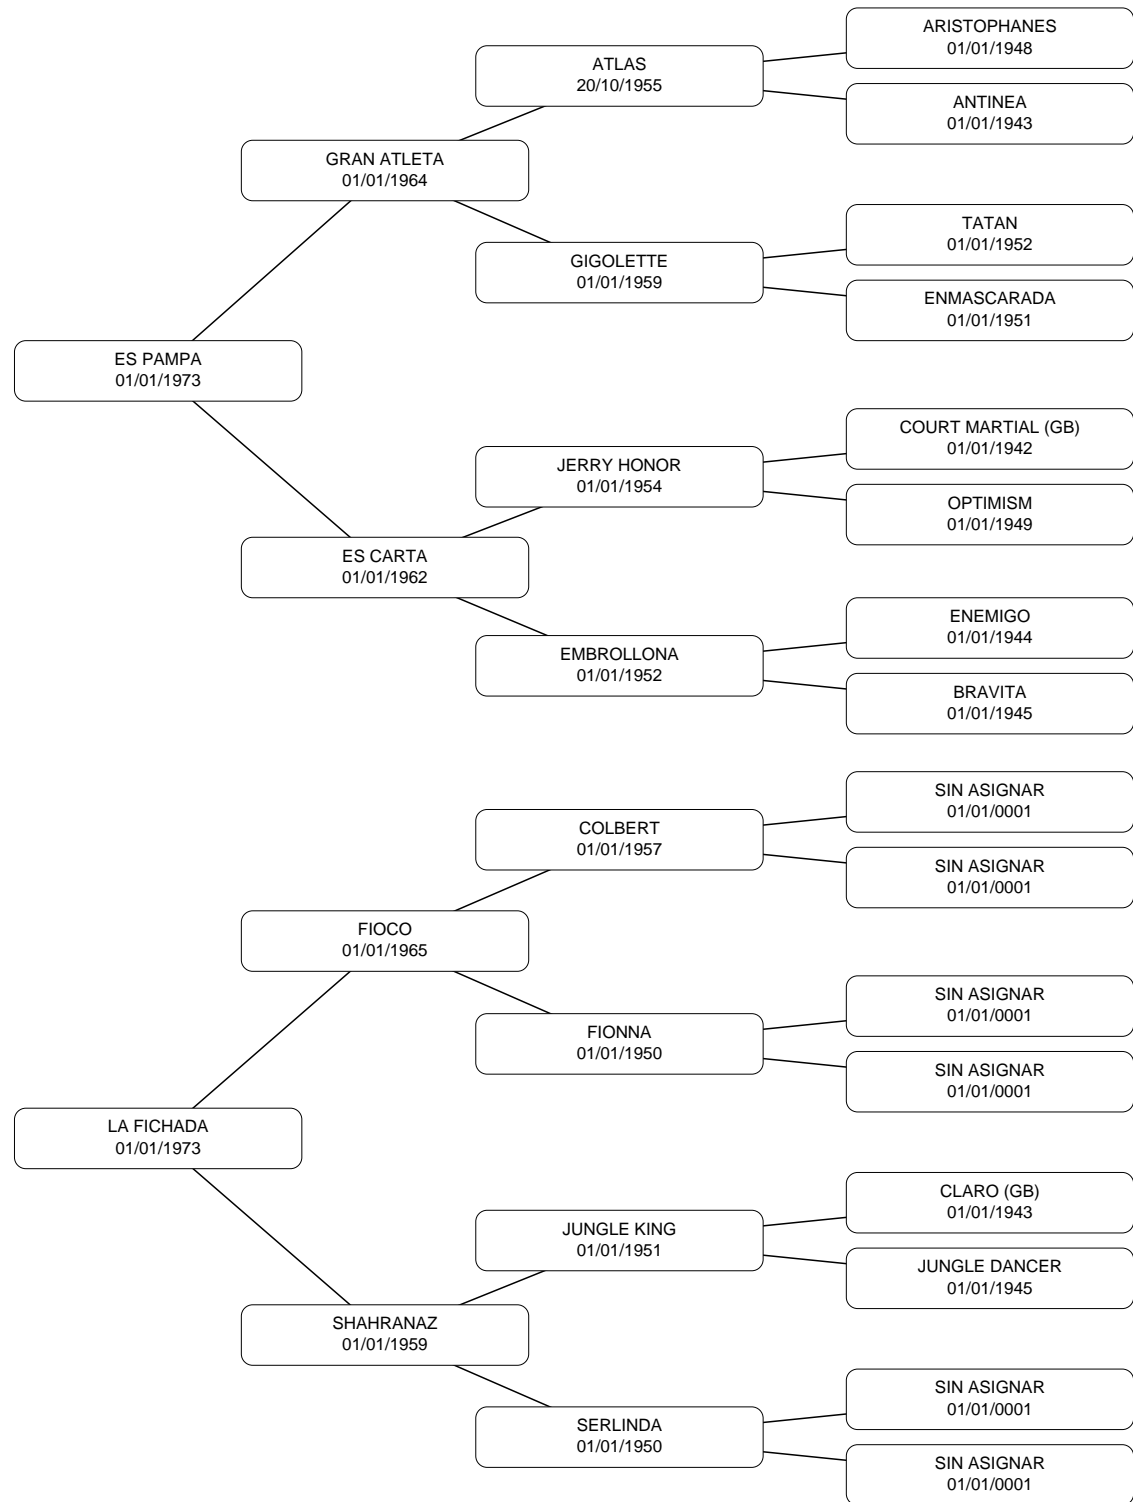 ARISTOPHANES
01/01/1948
ATLAS
20/10/1955
ANTINEA
01/01/1943
GRAN ATLETA
01/01/1964
TATAN
01/01/1952
GIGOLETTE
01/01/1959
ENMASCARADA
01/01/1951
ES PAMPA
01/01/1973
COURT MARTIAL (GB)
01/01/1942
JERRY HONOR
01/01/1954
OPTIMISM
01/01/1949
ES CARTA
01/01/1962
ENEMIGO
01/01/1944
EMBROLLONA
01/01/1952
BRAVITA
01/01/1945
SIN ASIGNAR
01/01/0001
COLBERT
01/01/1957
SIN ASIGNAR
01/01/0001
FIOCO
01/01/1965
SIN ASIGNAR
01/01/0001
FIONNA
01/01/1950
SIN ASIGNAR
01/01/0001
LA FICHADA
01/01/1973
CLARO (GB)
01/01/1943
JUNGLE KING
01/01/1951
JUNGLE DANCER
01/01/1945
SHAHRANAZ
01/01/1959
SIN ASIGNAR
01/01/0001
SERLINDA
01/01/1950
SIN ASIGNAR
01/01/0001